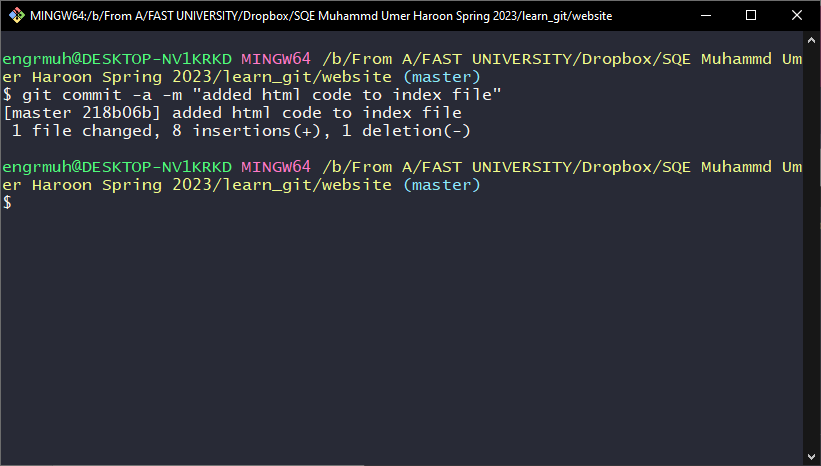 MINGW64:/b/From A/FAST UNIVERSITY/Dropbox/SQE Muhammd Umer Haroon Spring 2023/learn_git/website
engrmuh@DESKTOP-NV1KRKD MINGW64 /b/From A/FAST UNIVERSITY/Dropbox/SQE Muhammd Um
er Haroon Spring 2023/learn_git/website (master)
$ git commit -a -m "added html code to index file"
[master 218b06b] added html code to index file
 1 file changed, 8 insertions(+), 1 deletion(-)
engrmuh@DESKTOP-NV1KRKD MINGW64 /b/From A/FAST UNIVERSITY/Dropbox/SQE Muhammd Um
er Haroon Spring 2023/learn_git/website (master)
$